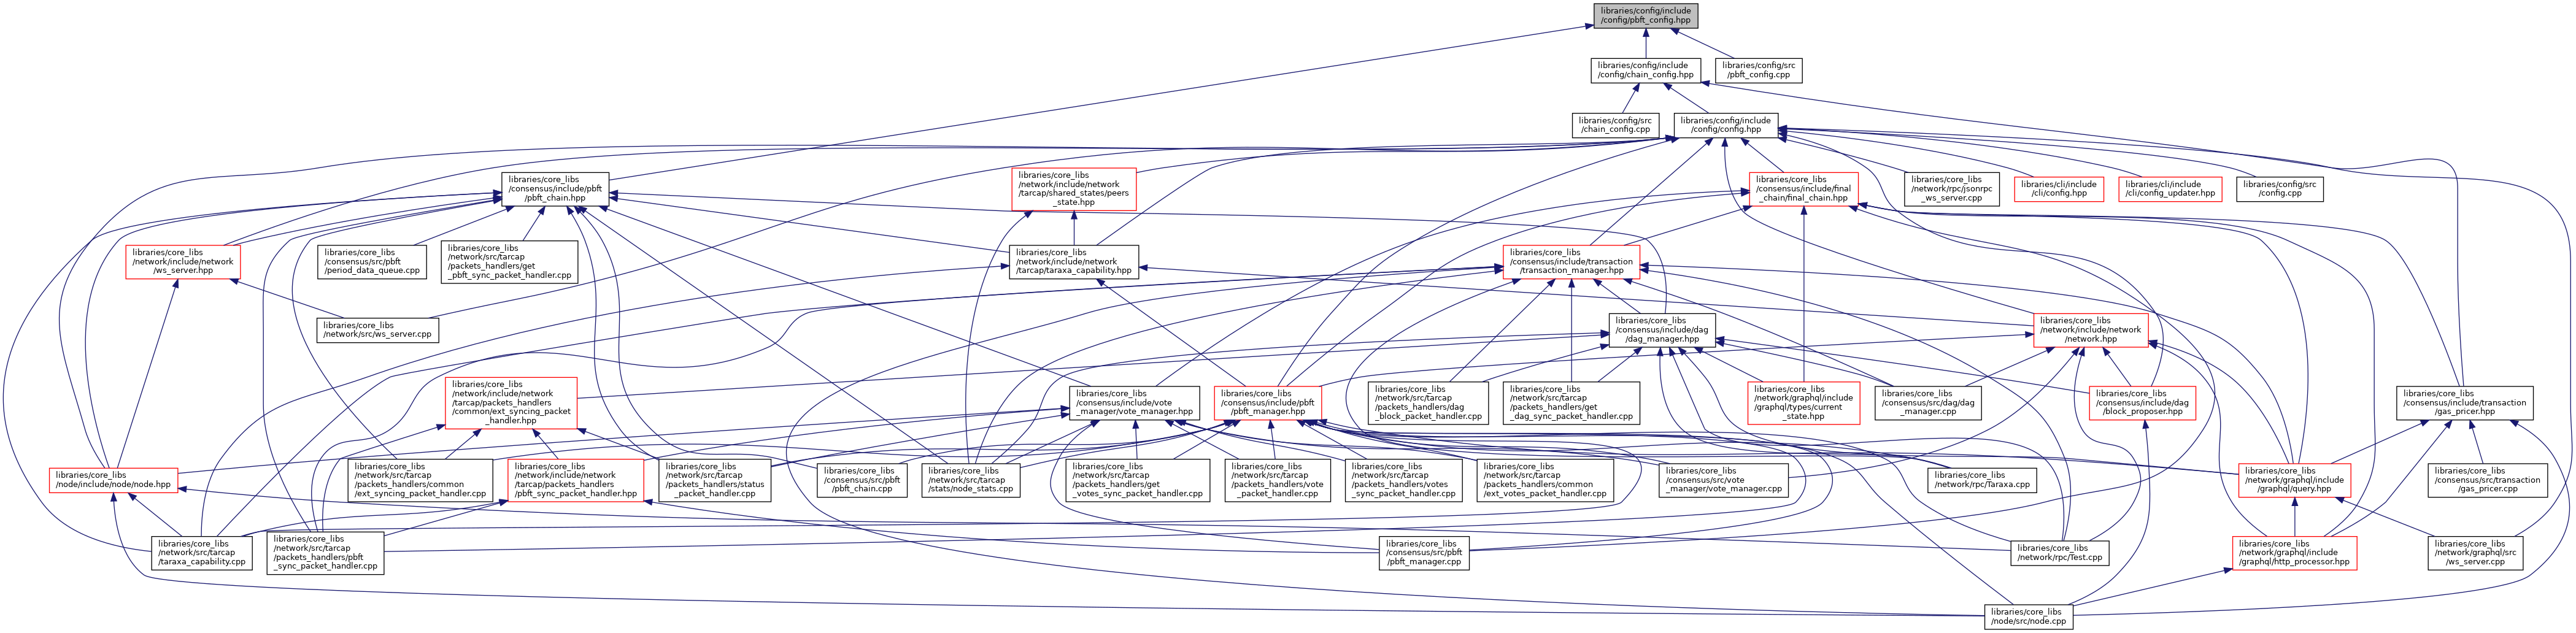 libraries/config/include
/config/pbft_config.hpp
libraries/config/include
/config/chain_config.hpp
libraries/config/src
/pbft_config.cpp
libraries/config/src
/chain_config.cpp
libraries/config/include
/config/config.hpp
libraries/core_libs
/consensus/include/pbft
/pbft_chain.hpp
libraries/core_libs
/network/include/network
/tarcap/shared_states/peers
_state.hpp
libraries/core_libs
/consensus/include/final
_chain/final_chain.hpp
libraries/core_libs
/network/rpc/jsonrpc
_ws_server.cpp
libraries/cli/include
/cli/config.hpp
libraries/cli/include
/cli/config_updater.hpp
libraries/config/src
/config.cpp
libraries/core_libs
/network/include/network
/ws_server.hpp
libraries/core_libs
/consensus/src/pbft
/period_data_queue.cpp
libraries/core_libs
/network/src/tarcap
/packets_handlers/get
_pbft_sync_packet_handler.cpp
libraries/core_libs
/network/include/network
/tarcap/taraxa_capability.hpp
libraries/core_libs
/consensus/include/transaction
/transaction_manager.hpp
libraries/core_libs
/network/src/ws_server.cpp
libraries/core_libs
/consensus/include/dag
/dag_manager.hpp
libraries/core_libs
/network/include/network
/network.hpp
libraries/core_libs
/network/include/network
/tarcap/packets_handlers
/common/ext_syncing_packet
_handler.hpp
libraries/core_libs
/consensus/include/vote
_manager/vote_manager.hpp
libraries/core_libs
/consensus/include/pbft
/pbft_manager.hpp
libraries/core_libs
/network/src/tarcap
/packets_handlers/dag
_block_packet_handler.cpp
libraries/core_libs
/network/src/tarcap
/packets_handlers/get
_dag_sync_packet_handler.cpp
libraries/core_libs
/network/graphql/include
/graphql/types/current
_state.hpp
libraries/core_libs
/consensus/src/dag/dag
_manager.cpp
libraries/core_libs
/consensus/include/dag
/block_proposer.hpp
libraries/core_libs
/consensus/include/transaction
/gas_pricer.hpp
libraries/core_libs
/node/include/node/node.hpp
libraries/core_libs
/network/src/tarcap
/packets_handlers/common
/ext_syncing_packet_handler.cpp
libraries/core_libs
/network/include/network
/tarcap/packets_handlers
/pbft_sync_packet_handler.hpp
libraries/core_libs
/network/src/tarcap
/packets_handlers/status
_packet_handler.cpp
libraries/core_libs
/consensus/src/pbft
/pbft_chain.cpp
libraries/core_libs
/network/src/tarcap
/stats/node_stats.cpp
libraries/core_libs
/network/src/tarcap
/packets_handlers/get
_votes_sync_packet_handler.cpp
libraries/core_libs
/network/src/tarcap
/packets_handlers/vote
_packet_handler.cpp
libraries/core_libs
/network/src/tarcap
/packets_handlers/votes
_sync_packet_handler.cpp
libraries/core_libs
/network/src/tarcap
/packets_handlers/common
/ext_votes_packet_handler.cpp
libraries/core_libs
/consensus/src/vote
_manager/vote_manager.cpp
libraries/core_libs
/network/rpc/Taraxa.cpp
libraries/core_libs
/network/graphql/include
/graphql/query.hpp
libraries/core_libs
/consensus/src/transaction
/gas_pricer.cpp
libraries/core_libs
/network/src/tarcap
/taraxa_capability.cpp
libraries/core_libs
/network/src/tarcap
/packets_handlers/pbft
_sync_packet_handler.cpp
libraries/core_libs
/consensus/src/pbft
/pbft_manager.cpp
libraries/core_libs
/network/rpc/Test.cpp
libraries/core_libs
/network/graphql/include
/graphql/http_processor.hpp
libraries/core_libs
/network/graphql/src
/ws_server.cpp
libraries/core_libs
/node/src/node.cpp